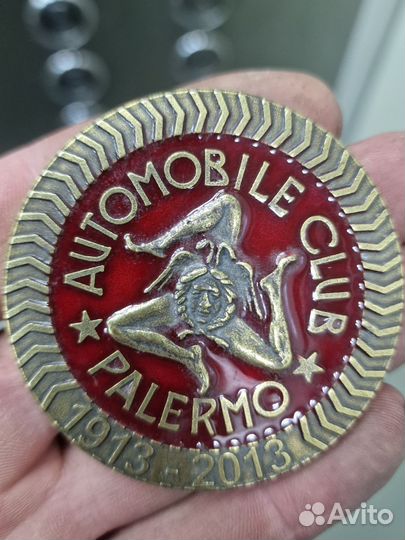 AUTOMOBILE CLUB
PALERMO
1913 - 2013
Avito